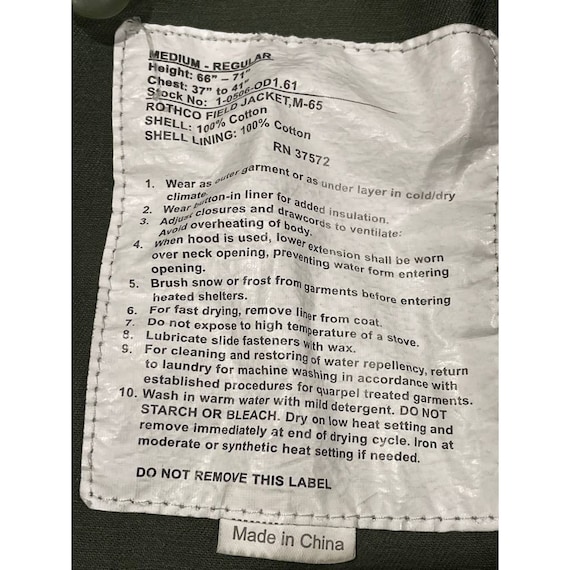 MEDIUM - REGULAR
Height: 66" – 71"
Chest: 37" to 41"
Stock No: 1-0506-OD1.61
ROTHCO FIELD JACKET,M-65
SHELL: 100% Cotton
SHELL LINING: 100% Cotton
RN 37572
1. Wear as outer garment or as under layer in cold/dry
climate.
2. Wear button-in liner for added insulation.
3. Adjust closures and drawcords to ventilate:
Avoid overheating of body.
4. When hood is used, lower extension shall be worn
over neck opening, preventing water form entering
opening.
5. Brush snow or frost from garments before entering
heated shelters.
6. For fast drying, remove liner from coat.
7. Do not expose to high temperature of a stove.
8. Lubricate slide fasteners with wax.
9. For cleaning and restoring of water repellency, return
to laundry for machine washing in accordance with
established procedures for quarpel treated garments.
10. Wash in warm water with mild detergent. DO NOT
STARCH OR BLEACH. Dry on low heat setting and
remove immediately at end of drying cycle. Iron at
moderate or synthetic heat setting if needed.
DO NOT REMOVE THIS LABEL
Made in China